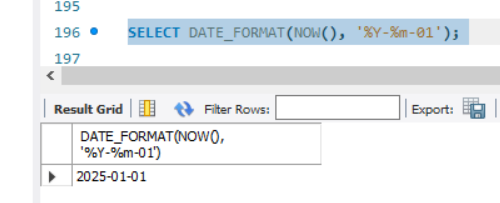 195
196 SELECT DATE_FORMAT(NOW(), '%Y-%m-01');
197
Result Grid Filter Rows: Export:
DATE_FORMAT(NOW(),
'%Y-%m-01')
2025-01-01